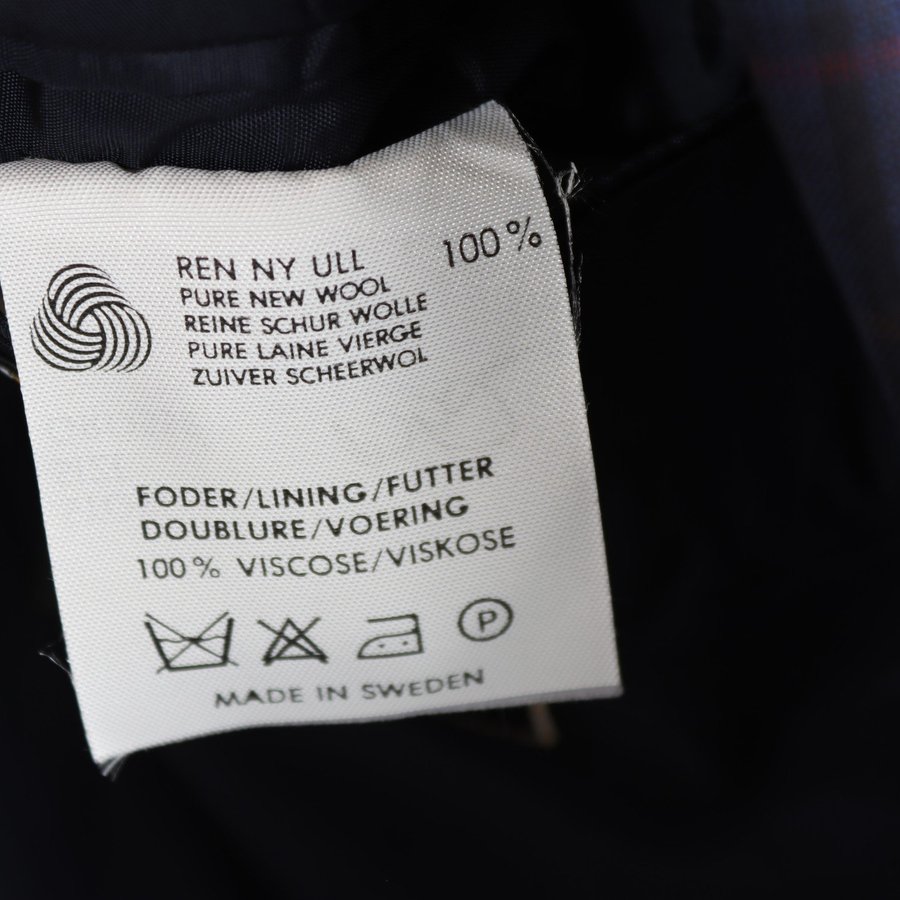 REN NY ULL 100%
PURE NEW WOOL
REINE SCHUR WOLLE
PURE LAINE VIERGE
ZUIVER SCHEERWOL
FODER/LINING/FUTTER
DOUBLURE/VOERING
100% VISCOSE/VISKOSE
P
MADE IN SWEDEN